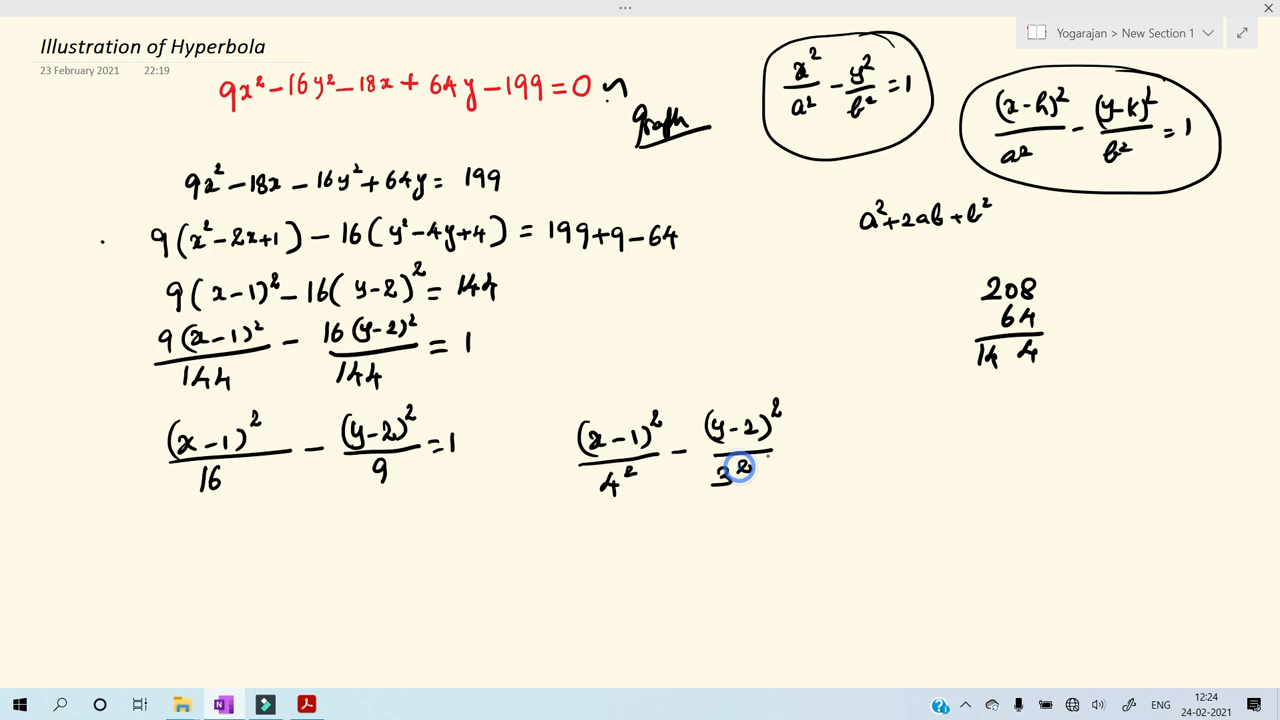 Illustration of Hyperbola
23 February 2021 22:19
Yogarajan > New Section 1
9x² - 16y² - 18x + 64y - 199 = 0
Graph
x²/a² - y²/b² = 1
(x-h)²/a² - (y-k)²/b² = 1
9x² - 18x - 16y² + 64y = 199
a² + 2ab + b²
9(x² - 2x + 1) - 16(y² - 4y + 4) = 199 + 9 - 64
9(x-1)² - 16(y-2)² = 144
208
64
144
9(x-1)²/144 - 16(y-2)²/144 = 1
(x-1)²/16 - (y-2)²/9 = 1
(x-1)²/4² - (y-2)²/3²
ENG
12:24
24-02-2021